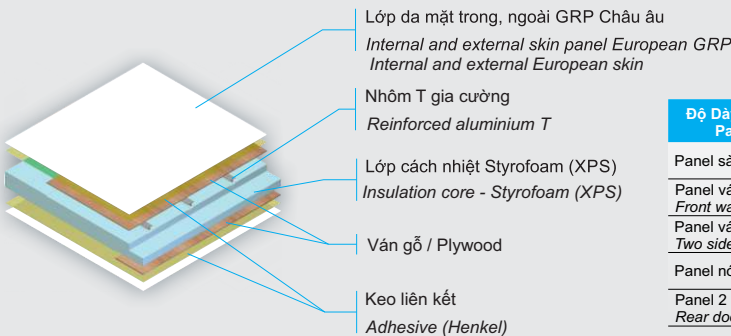 Lớp da mặt trong, ngoài GRP Châu âu
Internal and external skin panel European GRP
Internal and external European skin
Nhôm T gia cường
Reinforced aluminium T
Lớp cách nhiệt Styrofoam (XPS)
Insulation core - Styrofoam (XPS)
Ván gỗ / Plywood
Keo liên kết
Adhesive (Henkel)
Độ Dà
Pa
Panel sà
Panel vá
Front wa
Panel vá
Two side
Panel nó
Panel 2
Rear doo